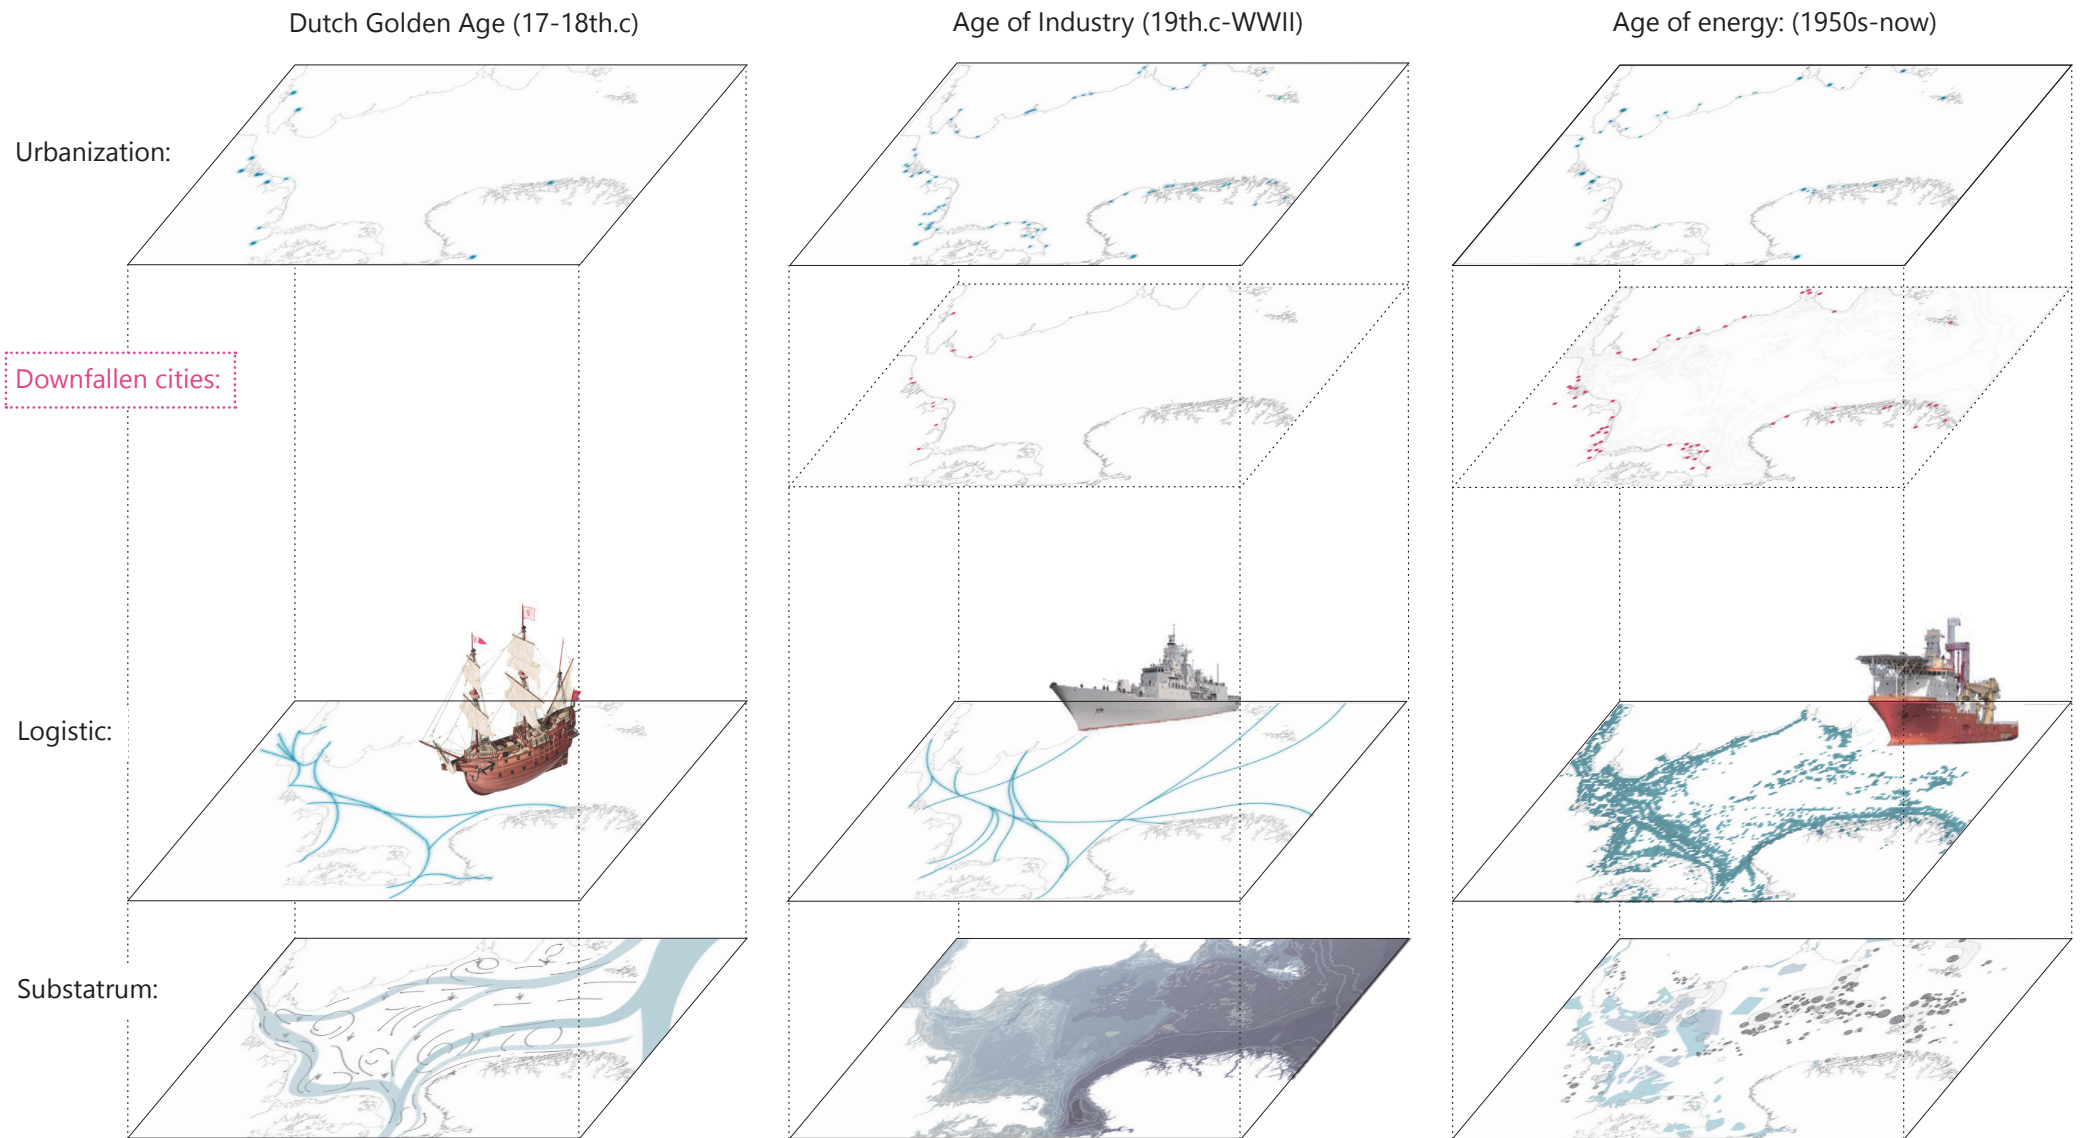 Dutch Golden Age (17-18th.c)
Age of Industry (19th.c-WWII)
Age of energy: (1950s-now)
Urbanization:
Downfallen cities:
Logistic:
Substatrum: